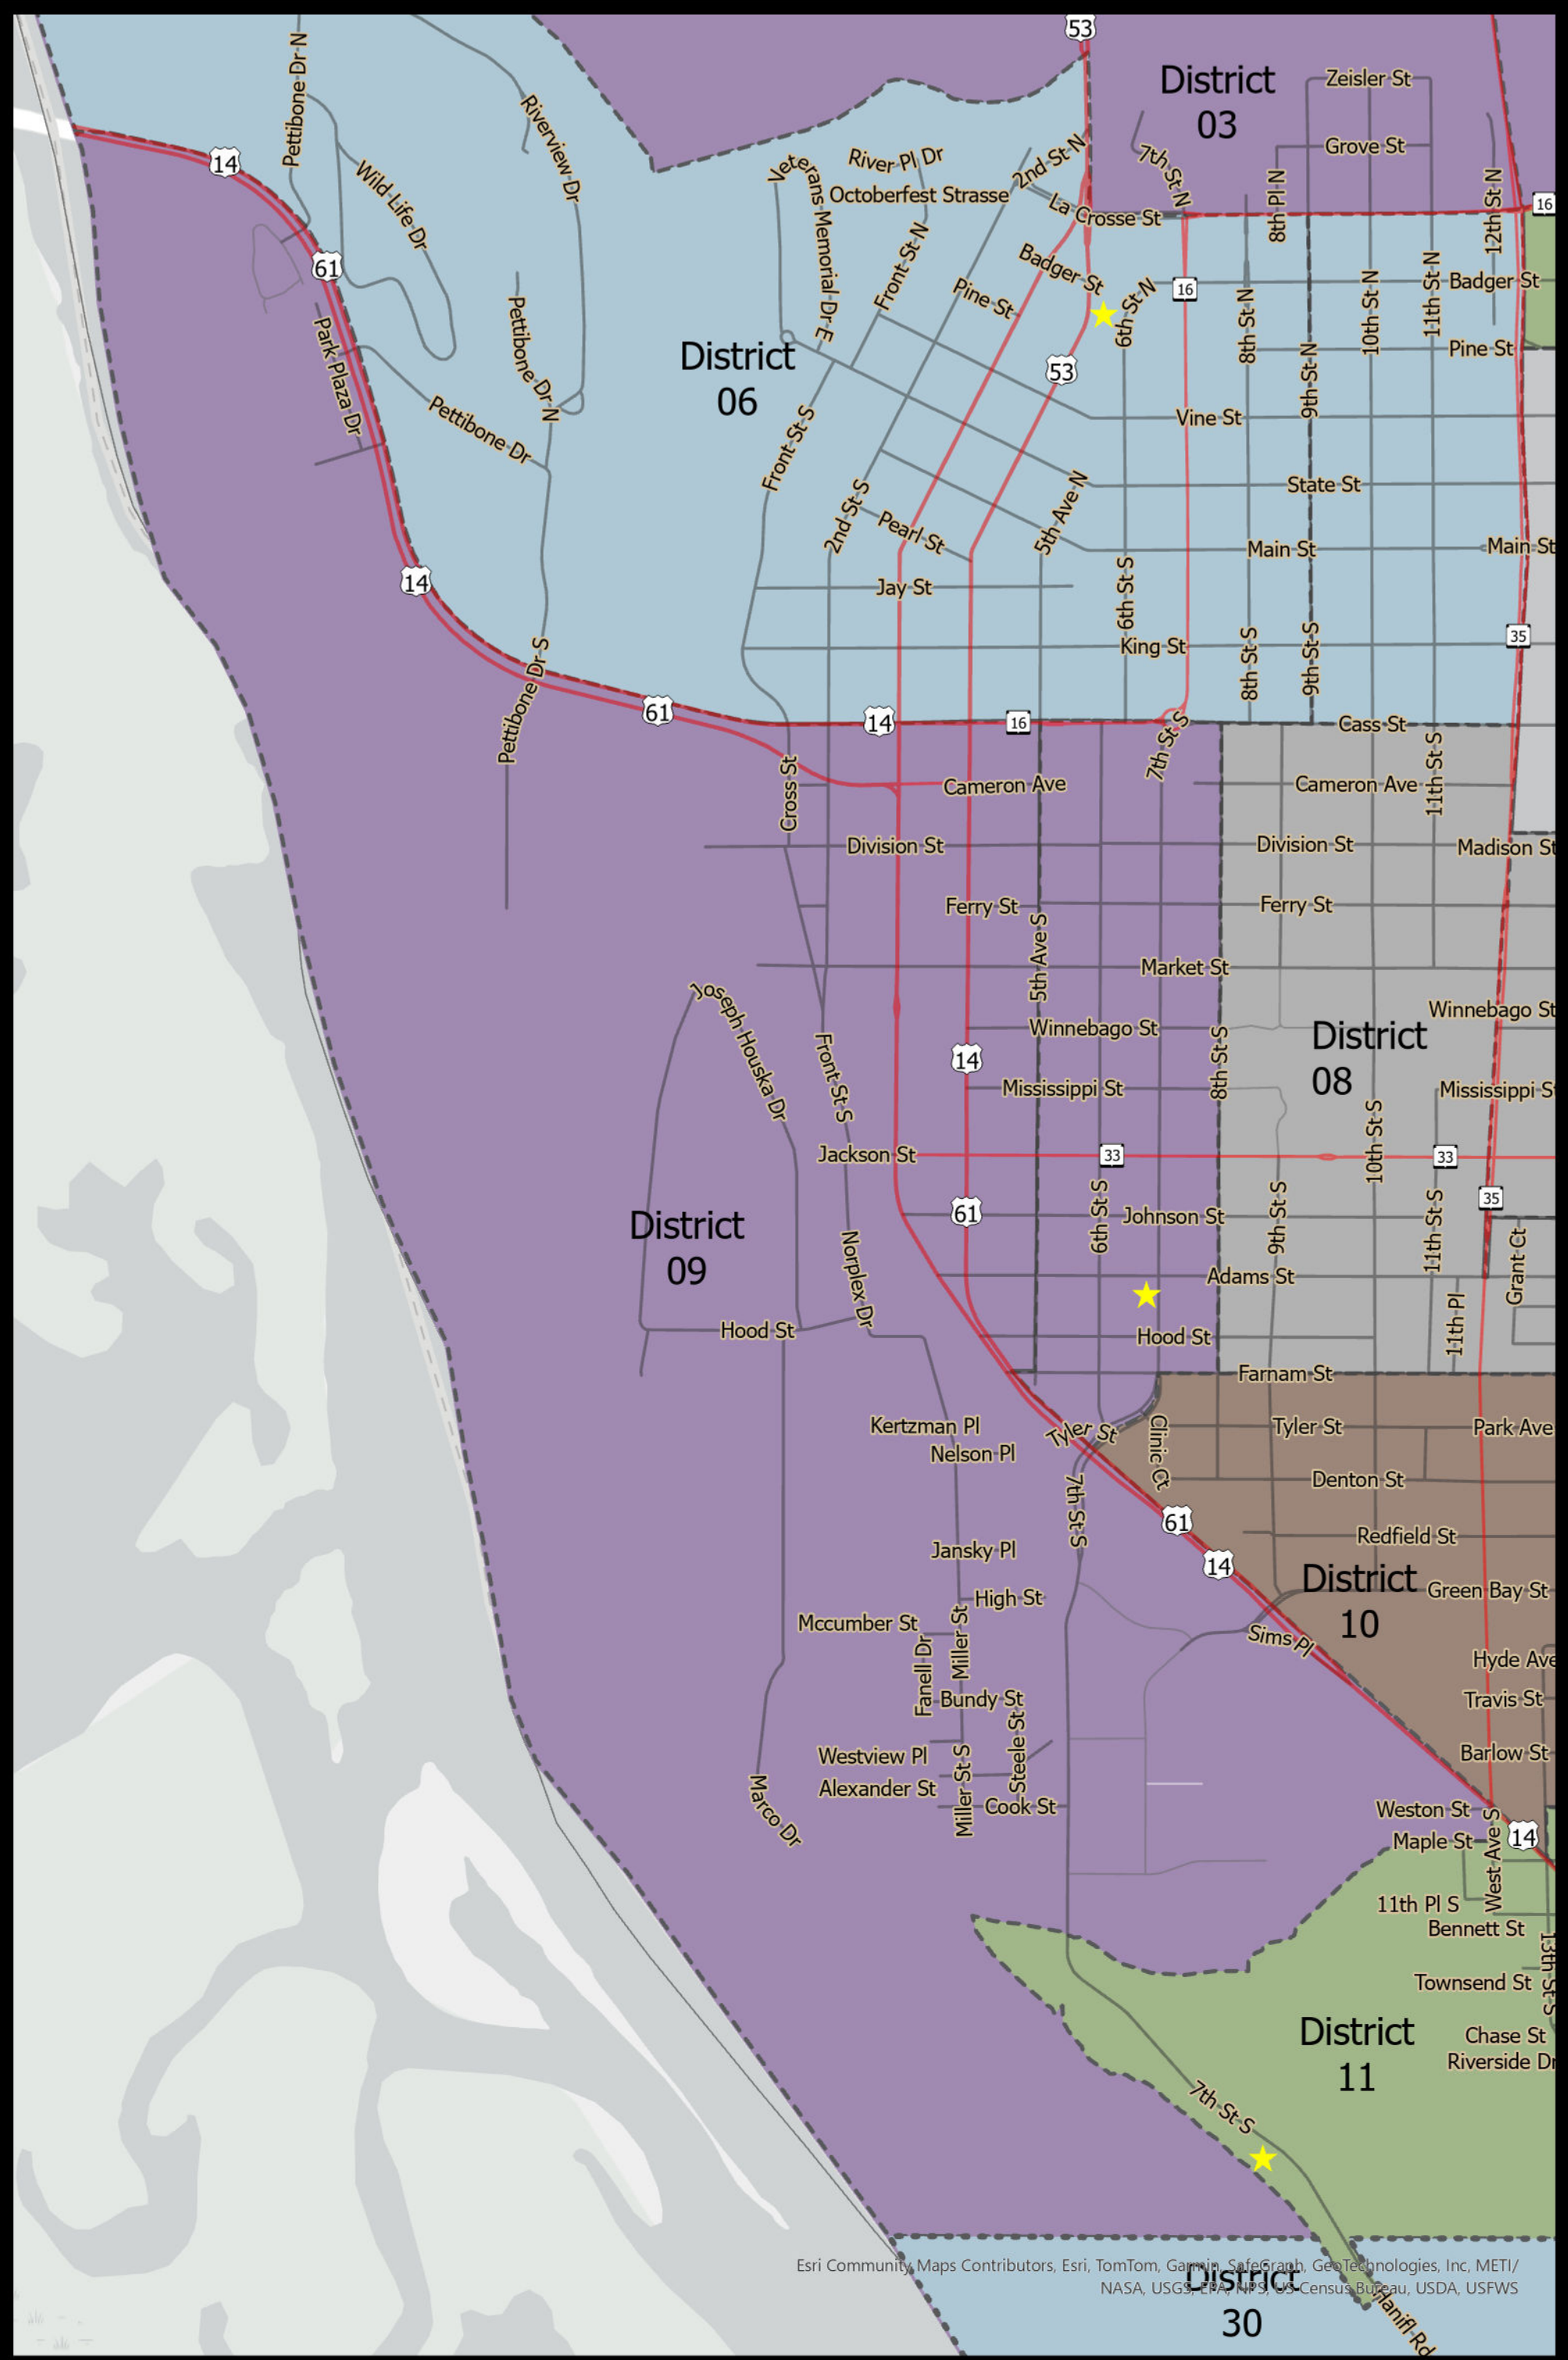 53
District
03
Zeisler St
Grove St
Pettibone Dr N
Riverview Dr
14
Wild Life Dr
Veterans Memorial Dr E
River Pl Dr
Octoberfest Strasse
2nd St N
7th St N
8th Pl N
12th St N
16
La Crosse St
61
Front St N
Badger St
Pine St
6th St N
16
8th St N
10th St N
11th St N
Badger St
Park Plaza Dr
Pettibone Dr N
District
06
53
9th St N
Pine St
Pettibone Dr
Front St S
Vine St
State St
2nd St S
Pearl St
5th Ave N
Main St
Main St
14
Jay St
6th St S
King St
8th St S
9th St S
35
Pettibone Dr S
61
14
16
7th St S
Cass St
Cross St
Cameron Ave
Cameron Ave
11th St S
Division St
Division St
Madison St
Ferry St
Ferry St
5th Ave S
Market St
Joseph Houska Dr
Winnebago St
Winnebago St
District
08
Front St S
14
8th St S
Mississippi St
Mississippi S
Jackson St
33
10th St S
33
35
District
09
61
6th St S
Johnson St
9th St S
11th St S
Grant Ct
Norplex Dr
Adams St
Hood St
Hood St
11th Pl
Farnam St
Kertzman Pl
Tyler St
Clinic Ct
Tyler St
Park Ave
Nelson Pl
Denton St
7th St S
61
Redfield St
Jansky Pl
14
District
10
Green Bay St
High St
Mccumber St
Miller St
Sims Pl
Fanell Dr
Hyde Ave
Bundy St
Travis St
Steele St
Westview Pl
Barlow St
Miller St S
Alexander St
Marco Dr
Cook St
Weston St
West Ave S
14
Maple St
11th Pl S
Bennett St
13th St S
Townsend St
District
11
Chase St
Riverside Dr
7th St S
Esri Community Maps Contributors, Esri, TomTom, Garmin, SafeGraph, GeoTechnologies, Inc, METI/
NASA, USGS, EPA, NPS, US Census Bureau, USDA, USFWS
District
30
Rd